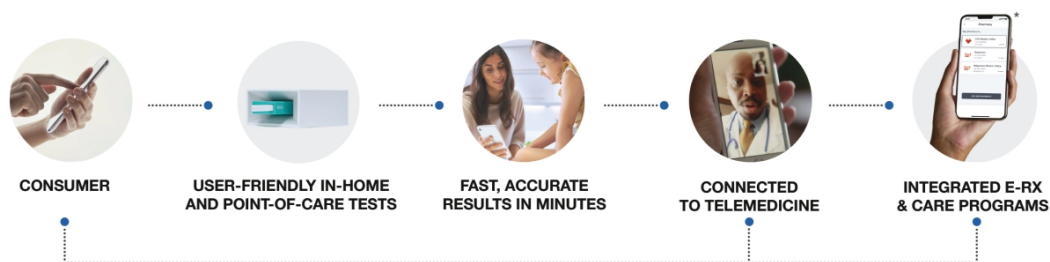 *
CONSUMER
USER-FRIENDLY IN-HOME
AND POINT-OF-CARE TESTS
FAST, ACCURATE
RESULTS IN MINUTES
CONNECTED
TO TELEMEDICINE
INTEGRATED E-RX
& CARE PROGRAMS